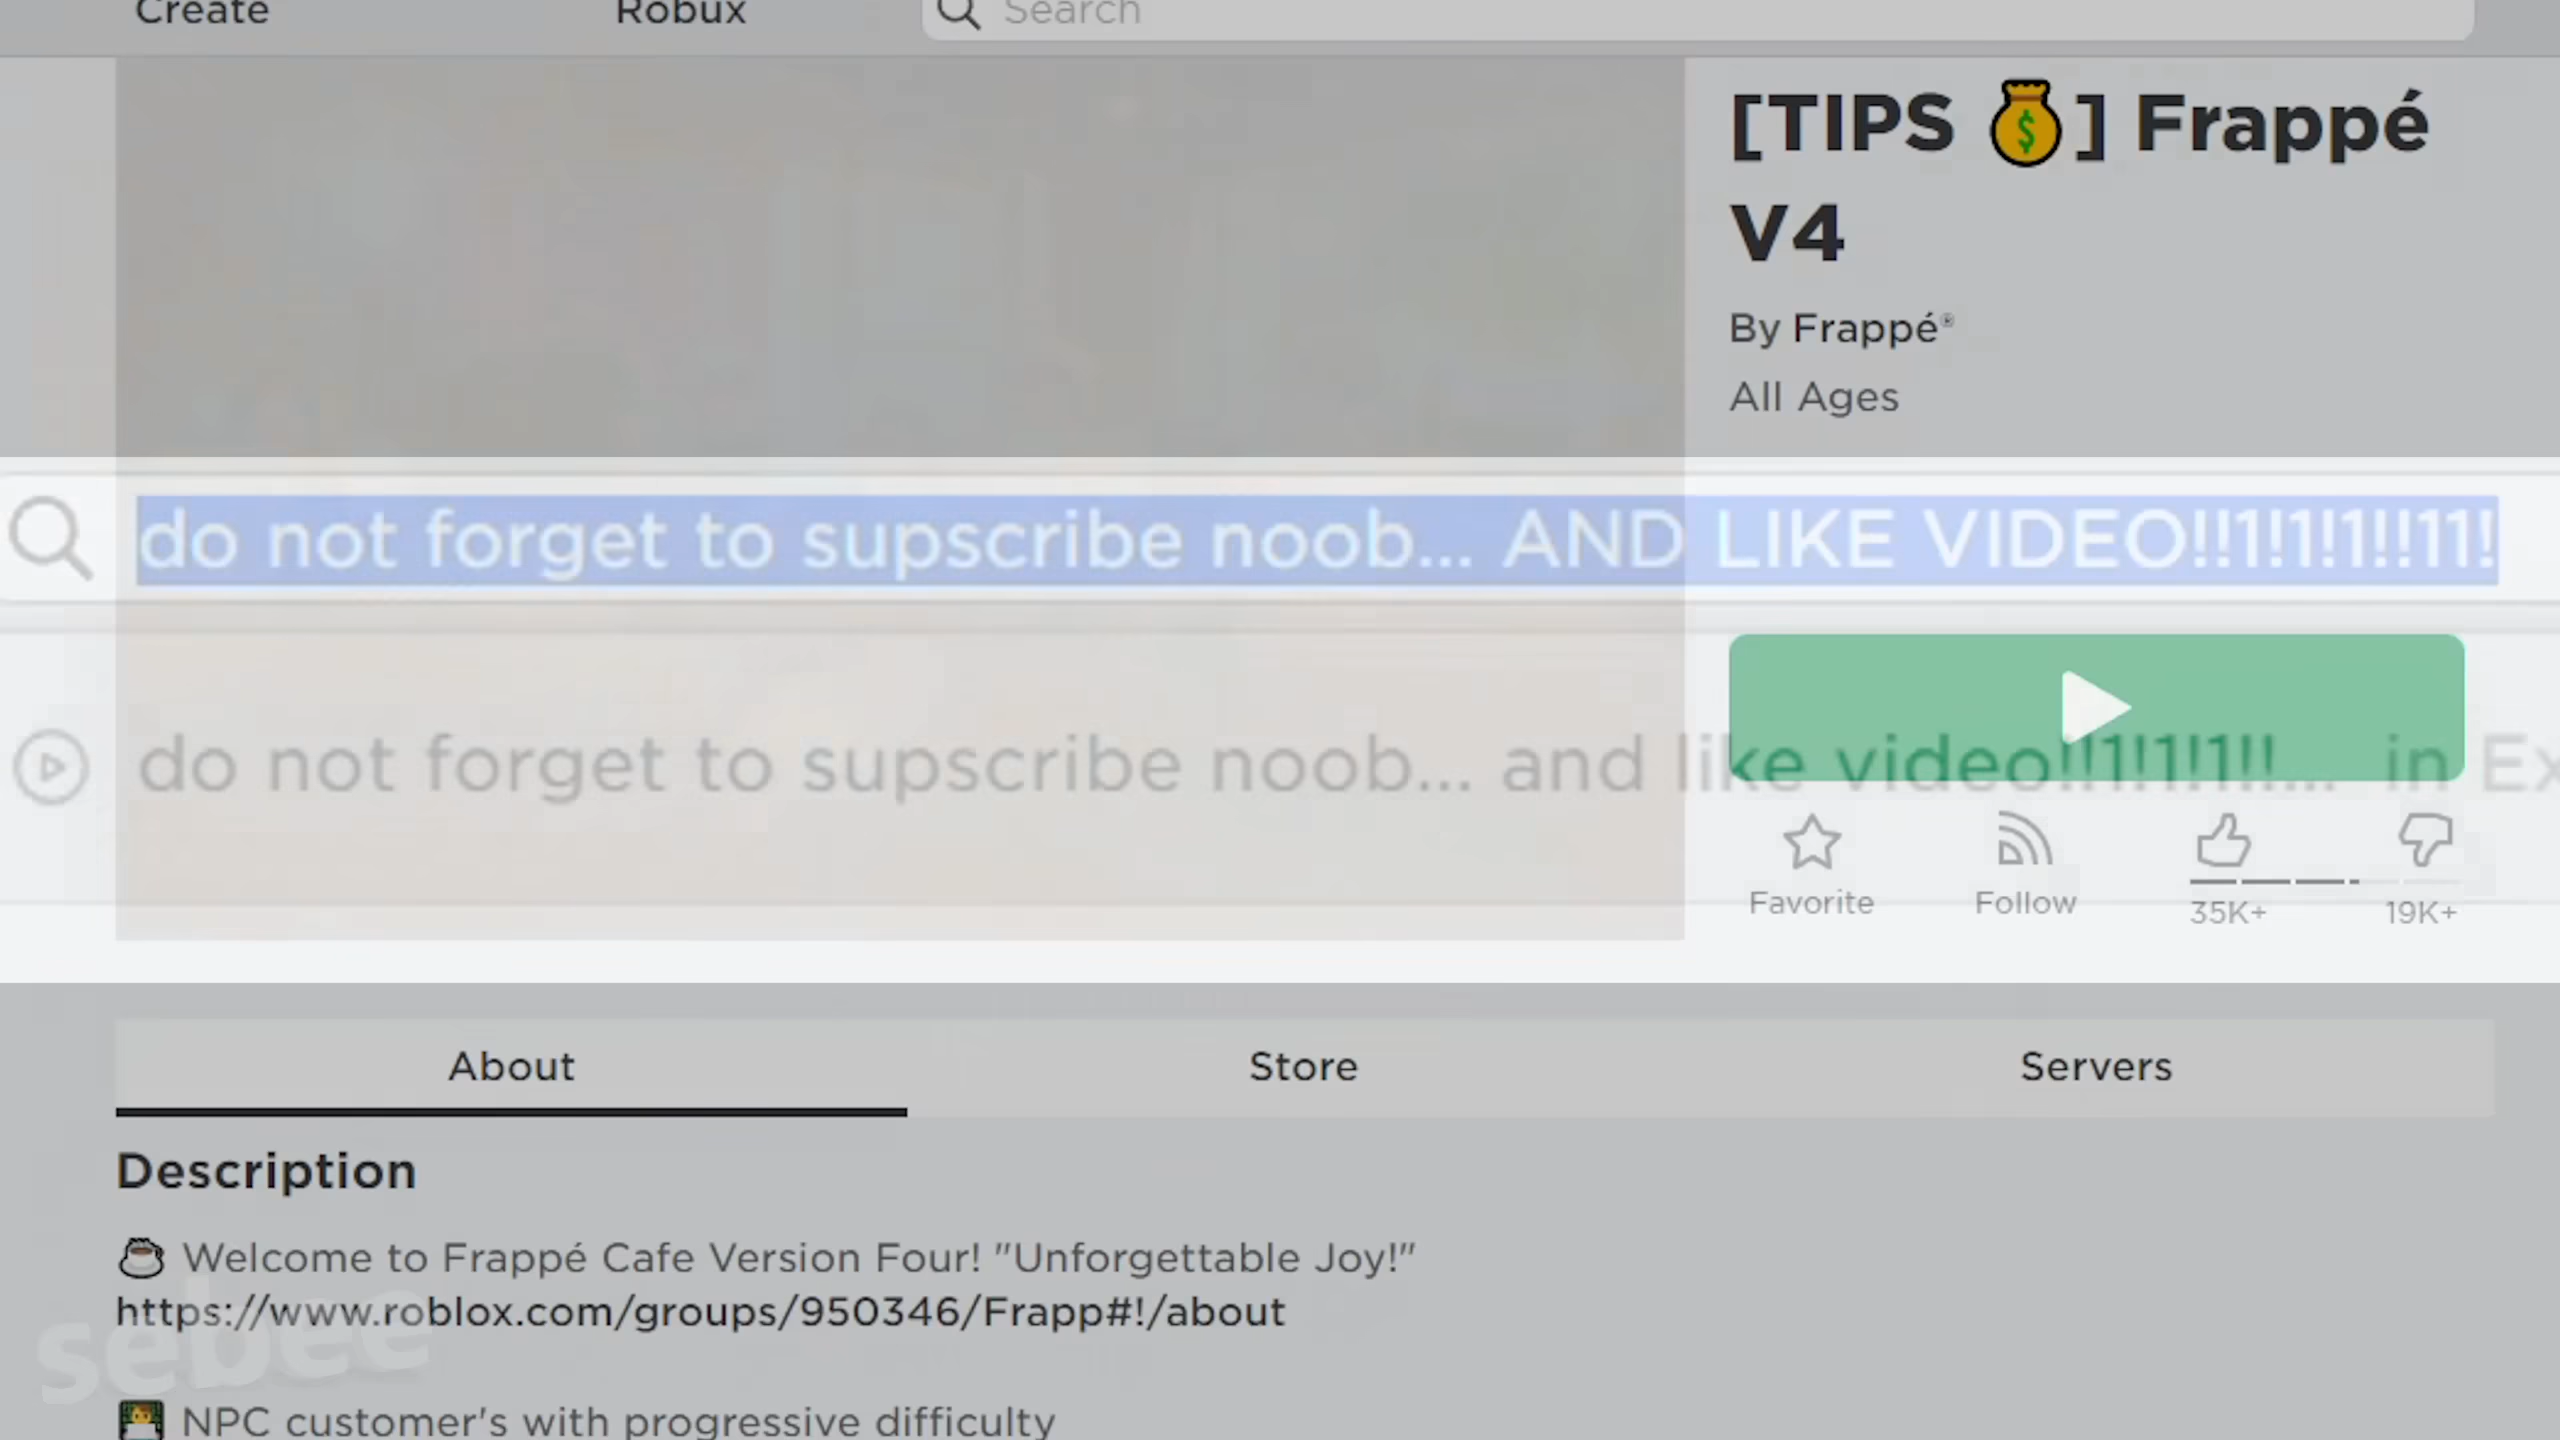 Create Robux Search
[TIPS 💰] Frappé
V4
By Frappé®
All Ages
do not forget to supscribe noob... AND LIKE VIDEO!!1!1!1!!11!
do not forget to supscribe noob... and like video!!1!1!1!!... in Ex
Favorite Follow 35K+ 19K+
About Store Servers
Description
☕ Welcome to Frappé Cafe Version Four! "Unforgettable Joy!"
https://www.roblox.com/groups/950346/Frapp#!/about
sebee
👨‍💻 NPC customer's with progressive difficulty